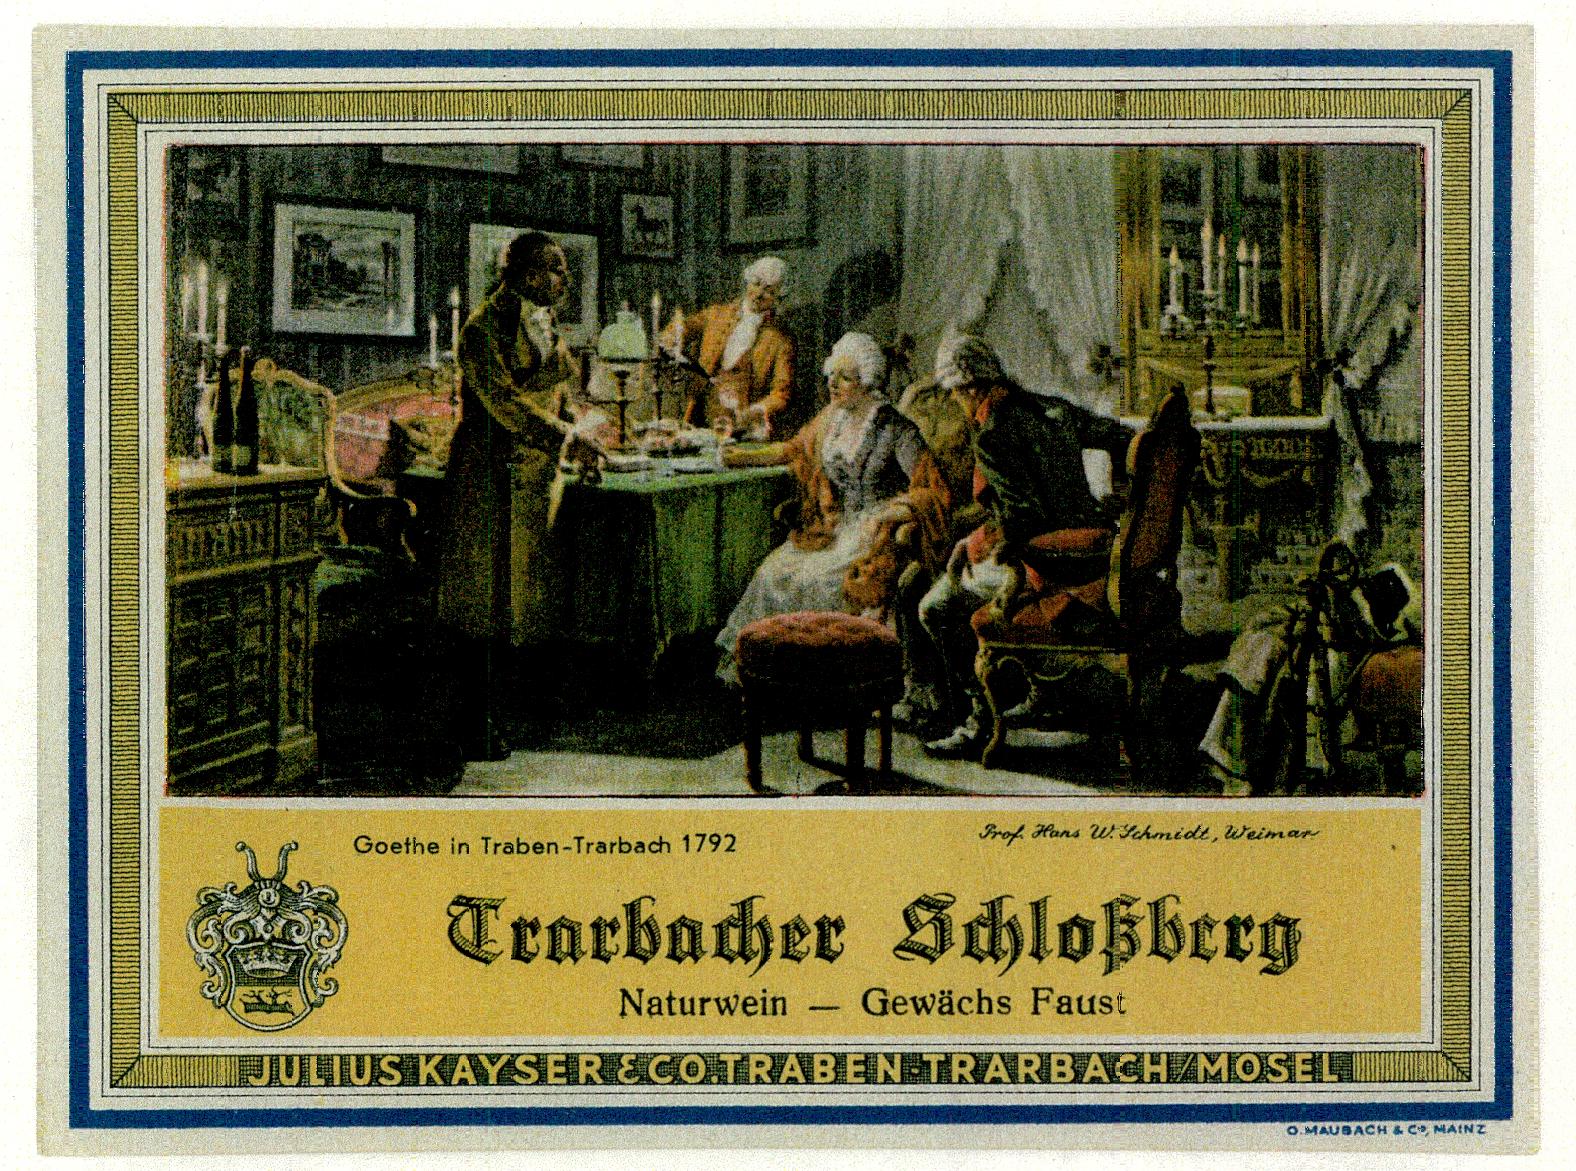 Goethe in Traben-Trarbach 1792
Prof. Hans W. Schmidt, Weimar
Trarbacher Schloßberg
Naturwein — Gewächs Faust
JULIUS KAYSER & CO. TRABEN-TRARBACH/MOSEL
O. MAUBACH & Co, MAINZ